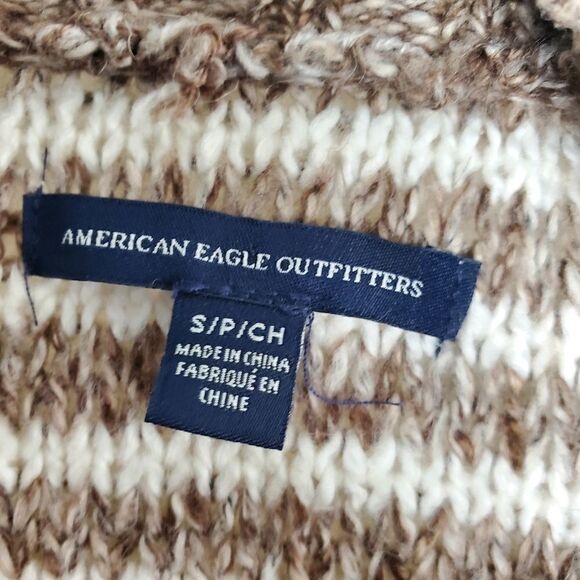 AMERICAN EAGLE OUTFITTERS
S/P/CH
MADE IN CHINA
FABRIQUÉ EN
CHINE